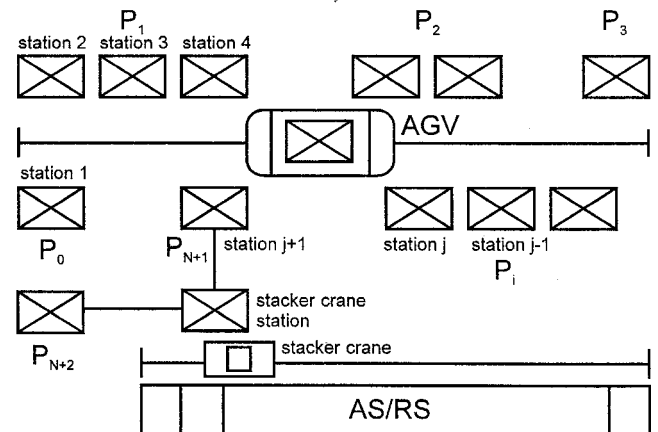 P1
P2
P3
station 2
station 3
station 4
AGV
station 1
P0
PN+1
station j+1
station j
station j-1
Pi
stacker crane
station
PN+2
stacker crane
AS/RS